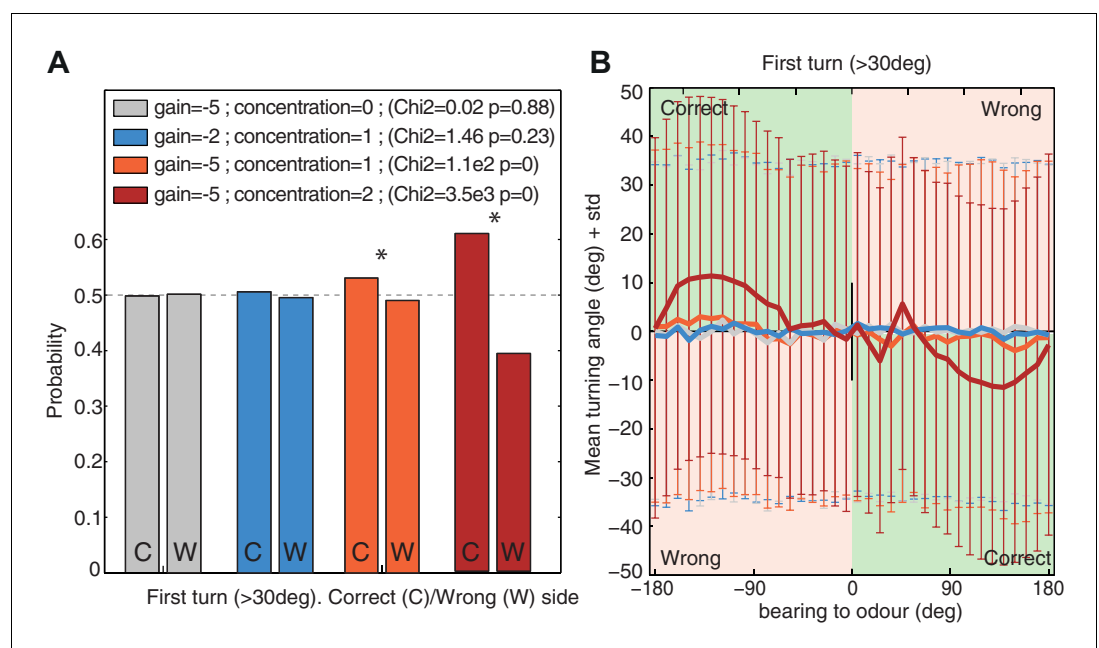 A
gain=-5 ; concentration=0 ; (Chi2=0.02 p=0.88)
gain=-2 ; concentration=1 ; (Chi2=1.46 p=0.23)
gain=-5 ; concentration=1 ; (Chi2=1.1e2 p=0)
gain=-5 ; concentration=2 ; (Chi2=3.5e3 p=0)
*
*
0.6
0.5
0.4
0.3
0.2
0.1
0
Probability
C W C W C W C W
First turn (>30deg). Correct (C)/Wrong (W) side
B
First turn (>30deg)
Correct
Wrong
50
40
30
20
10
0
−10
−20
−30
−40
−50
Mean turning angle (deg) + std
Wrong
Correct
−180 −90 0 90 180
bearing to odour (deg)